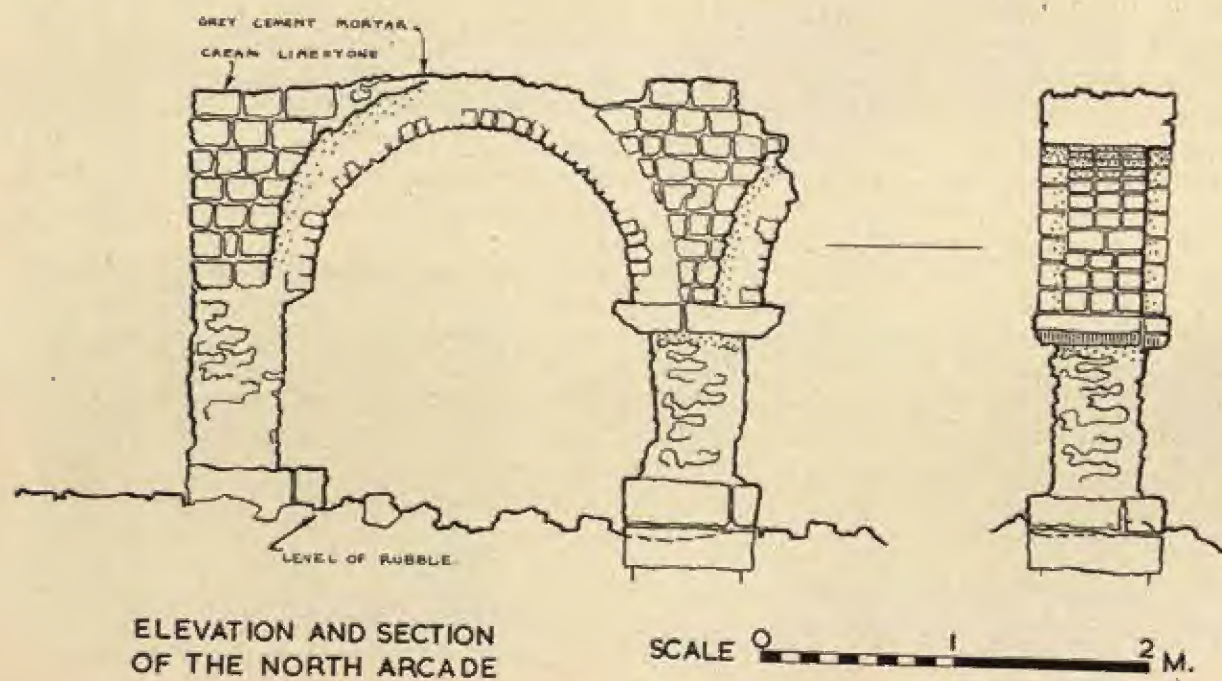 GREY CEMENT MORTAR
CREAM LIMESTONE
LEVEL OF RUBBLE
ELEVATION AND SECTION
OF THE NORTH ARCADE
SCALE 0 1 2 M.